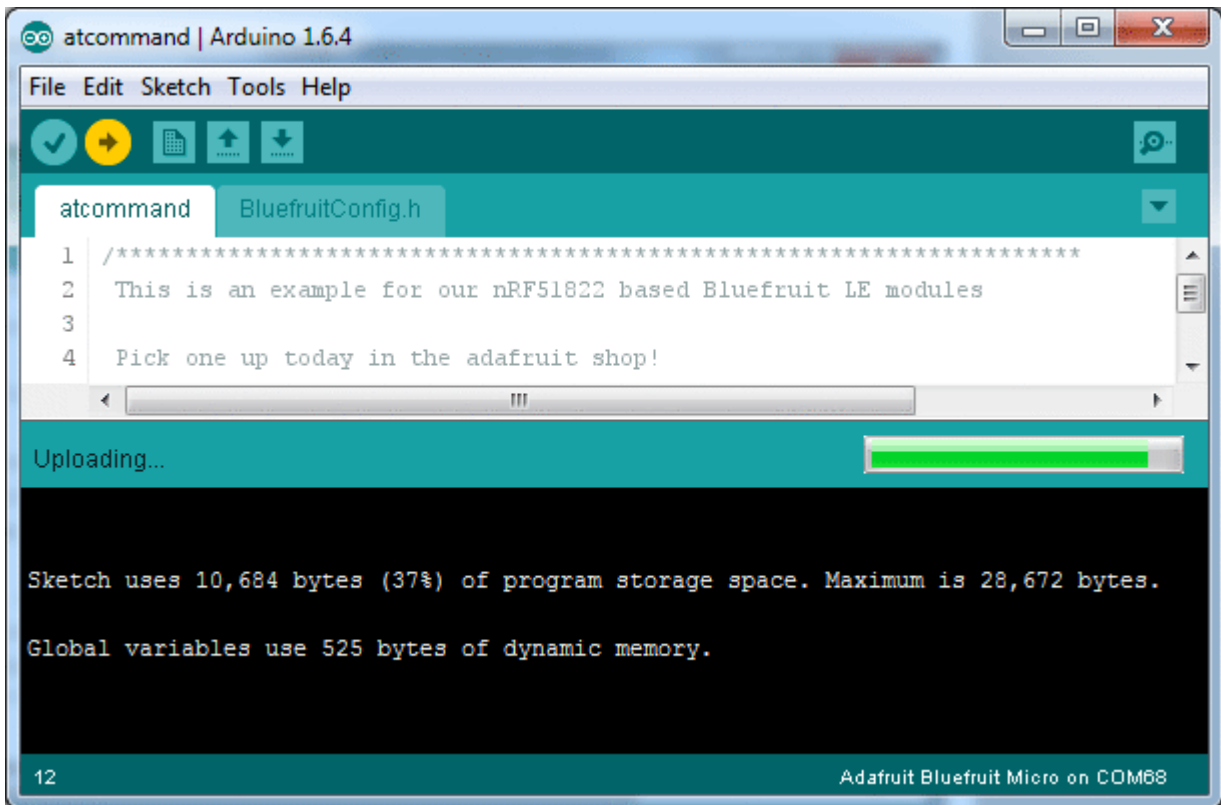 atcommand | Arduino 1.6.4
File Edit Sketch Tools Help
atcommand BluefruitConfig.h
1 /*********************************************************************
2 This is an example for our nRF51822 based Bluefruit LE modules
3
4 Pick one up today in the adafruit shop!
Uploading...
Sketch uses 10,684 bytes (37%) of program storage space. Maximum is 28,672 bytes.
Global variables use 525 bytes of dynamic memory.
12 Adafruit Bluefruit Micro on COM68